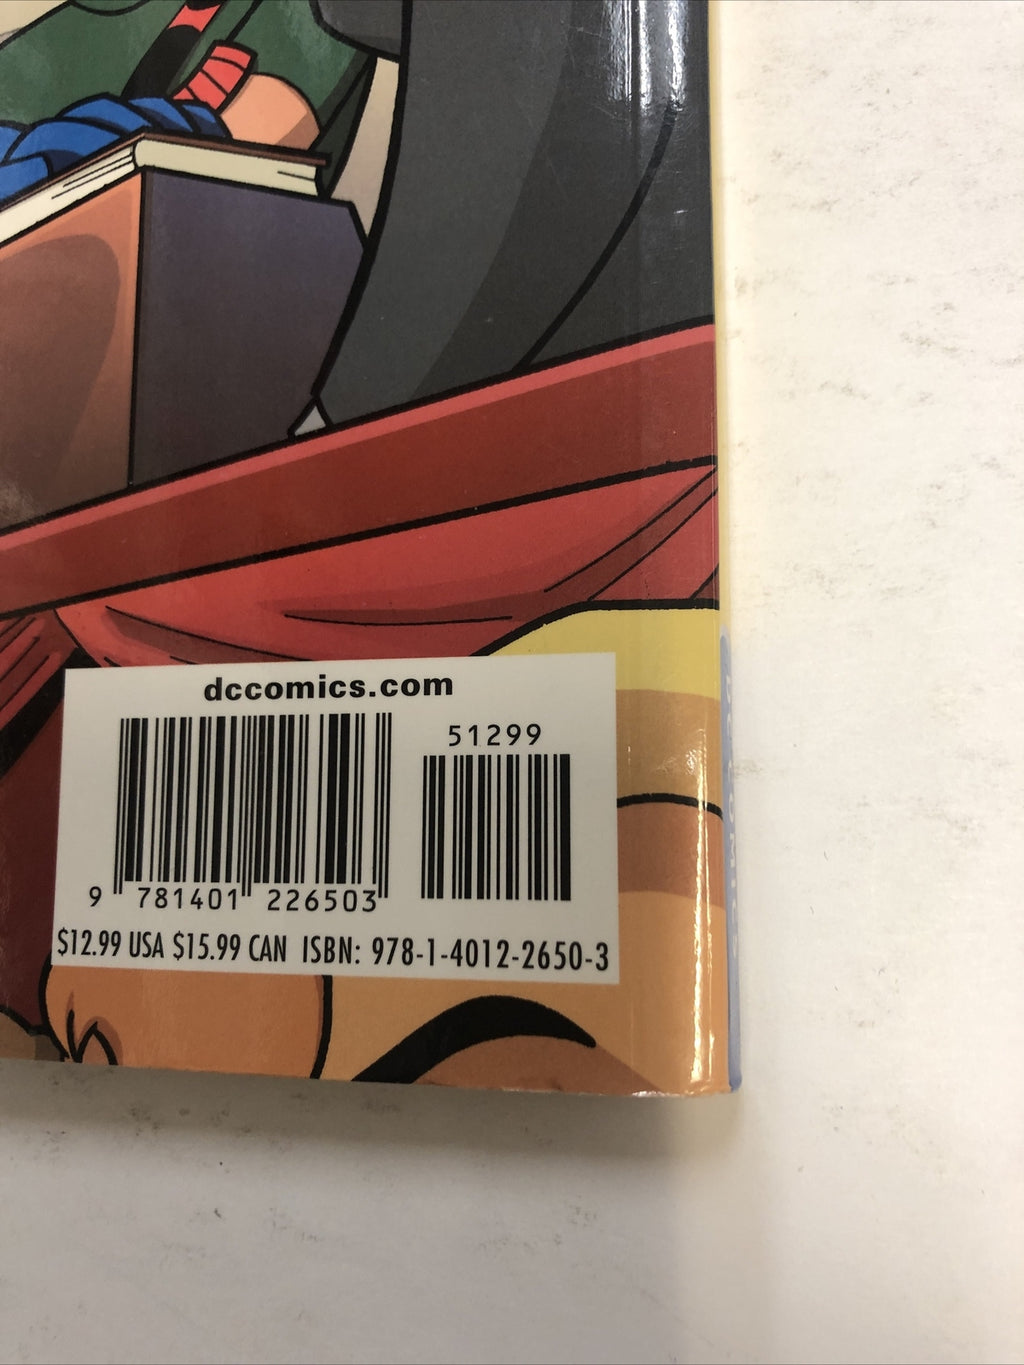 dccomics.com
51299
9 781401 226503
$12.99 USA $15.99 CAN ISBN: 978-1-4012-2650-3